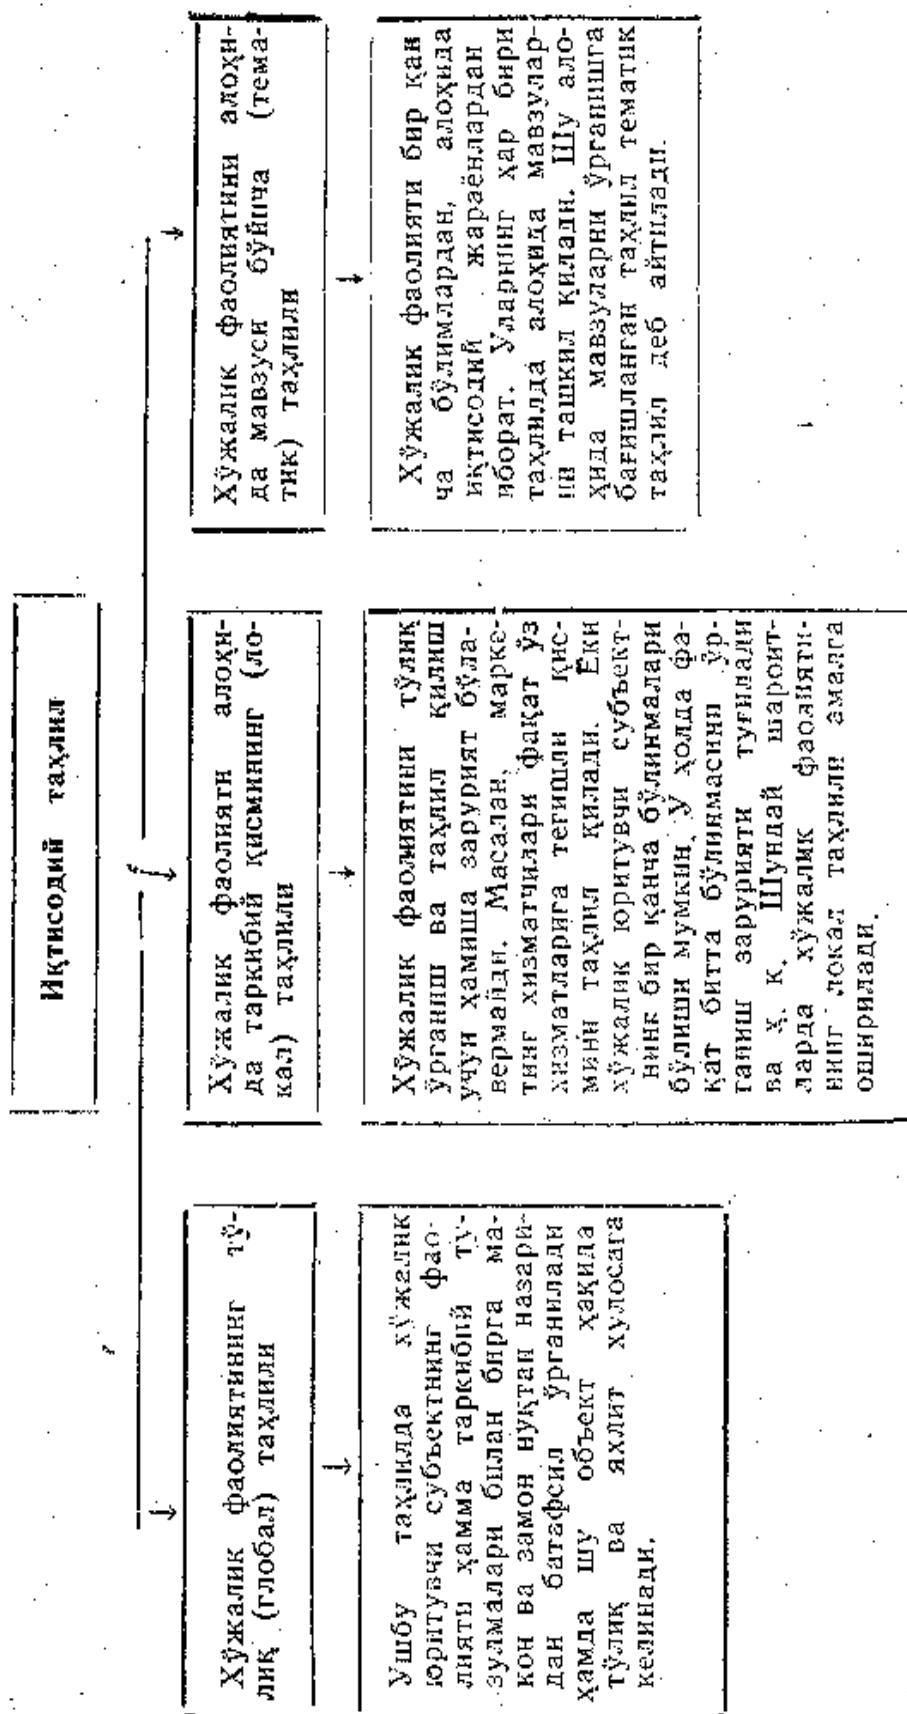 Иқтисодий таҳлил
Хўжалик фаолиятининг тў-
лиқ (глобал) таҳлили
Ушбу таҳлилда хўжалик
юритувчи субъектнинг фао-
лияти ҳамма таркибий ту-
зулмалари билан бирга ма-
кон ва замон нуқтаи назари-
дан батафсил ўрганилади
ҳамда шу объект ҳақида
тўлиқ ва яхлит хулосага
келинади.
Хўжалик фаолияти алоҳи-
да таркибий қисмининг (ло-
кал) таҳлили
Хўжалик фаолиятини тўлиқ
ўрганиш ва таҳлил қилиш
учун ҳамиша зарурият бўла-
вермайди. Масалан, марке-
тинг хизматчилари фақат ўз
хизматларига тегишли қис-
мини таҳлил қилади. Ёки
хўжалик юритувчи субъект-
нинг бир қанча бўлинмалари
бўлиши мумкин. У ҳолда фа-
қат битта бўлинмасини ўр-
ганиш зарурияти туғилади
ва ҳ. к. Шундай шароит-
ларда хўжалик фаолияти-
нинг локал таҳлили амалга
оширилади.
Хўжалик фаолиятини алоҳи-
да мавзуси бўйича (тема-
тик) таҳлили
Хўжалик фаолияти бир қан
ча бўлимлардан, алоҳида
иқтисодий жараёнлардан
иборат. Уларнинг ҳар бири
таҳлилда алоҳида мавзулар-
ни ташкил қилади. Шу ало-
ҳида мавзуларни ўрганишга
бағишланган таҳлил тематик
таҳлил деб айтилади.